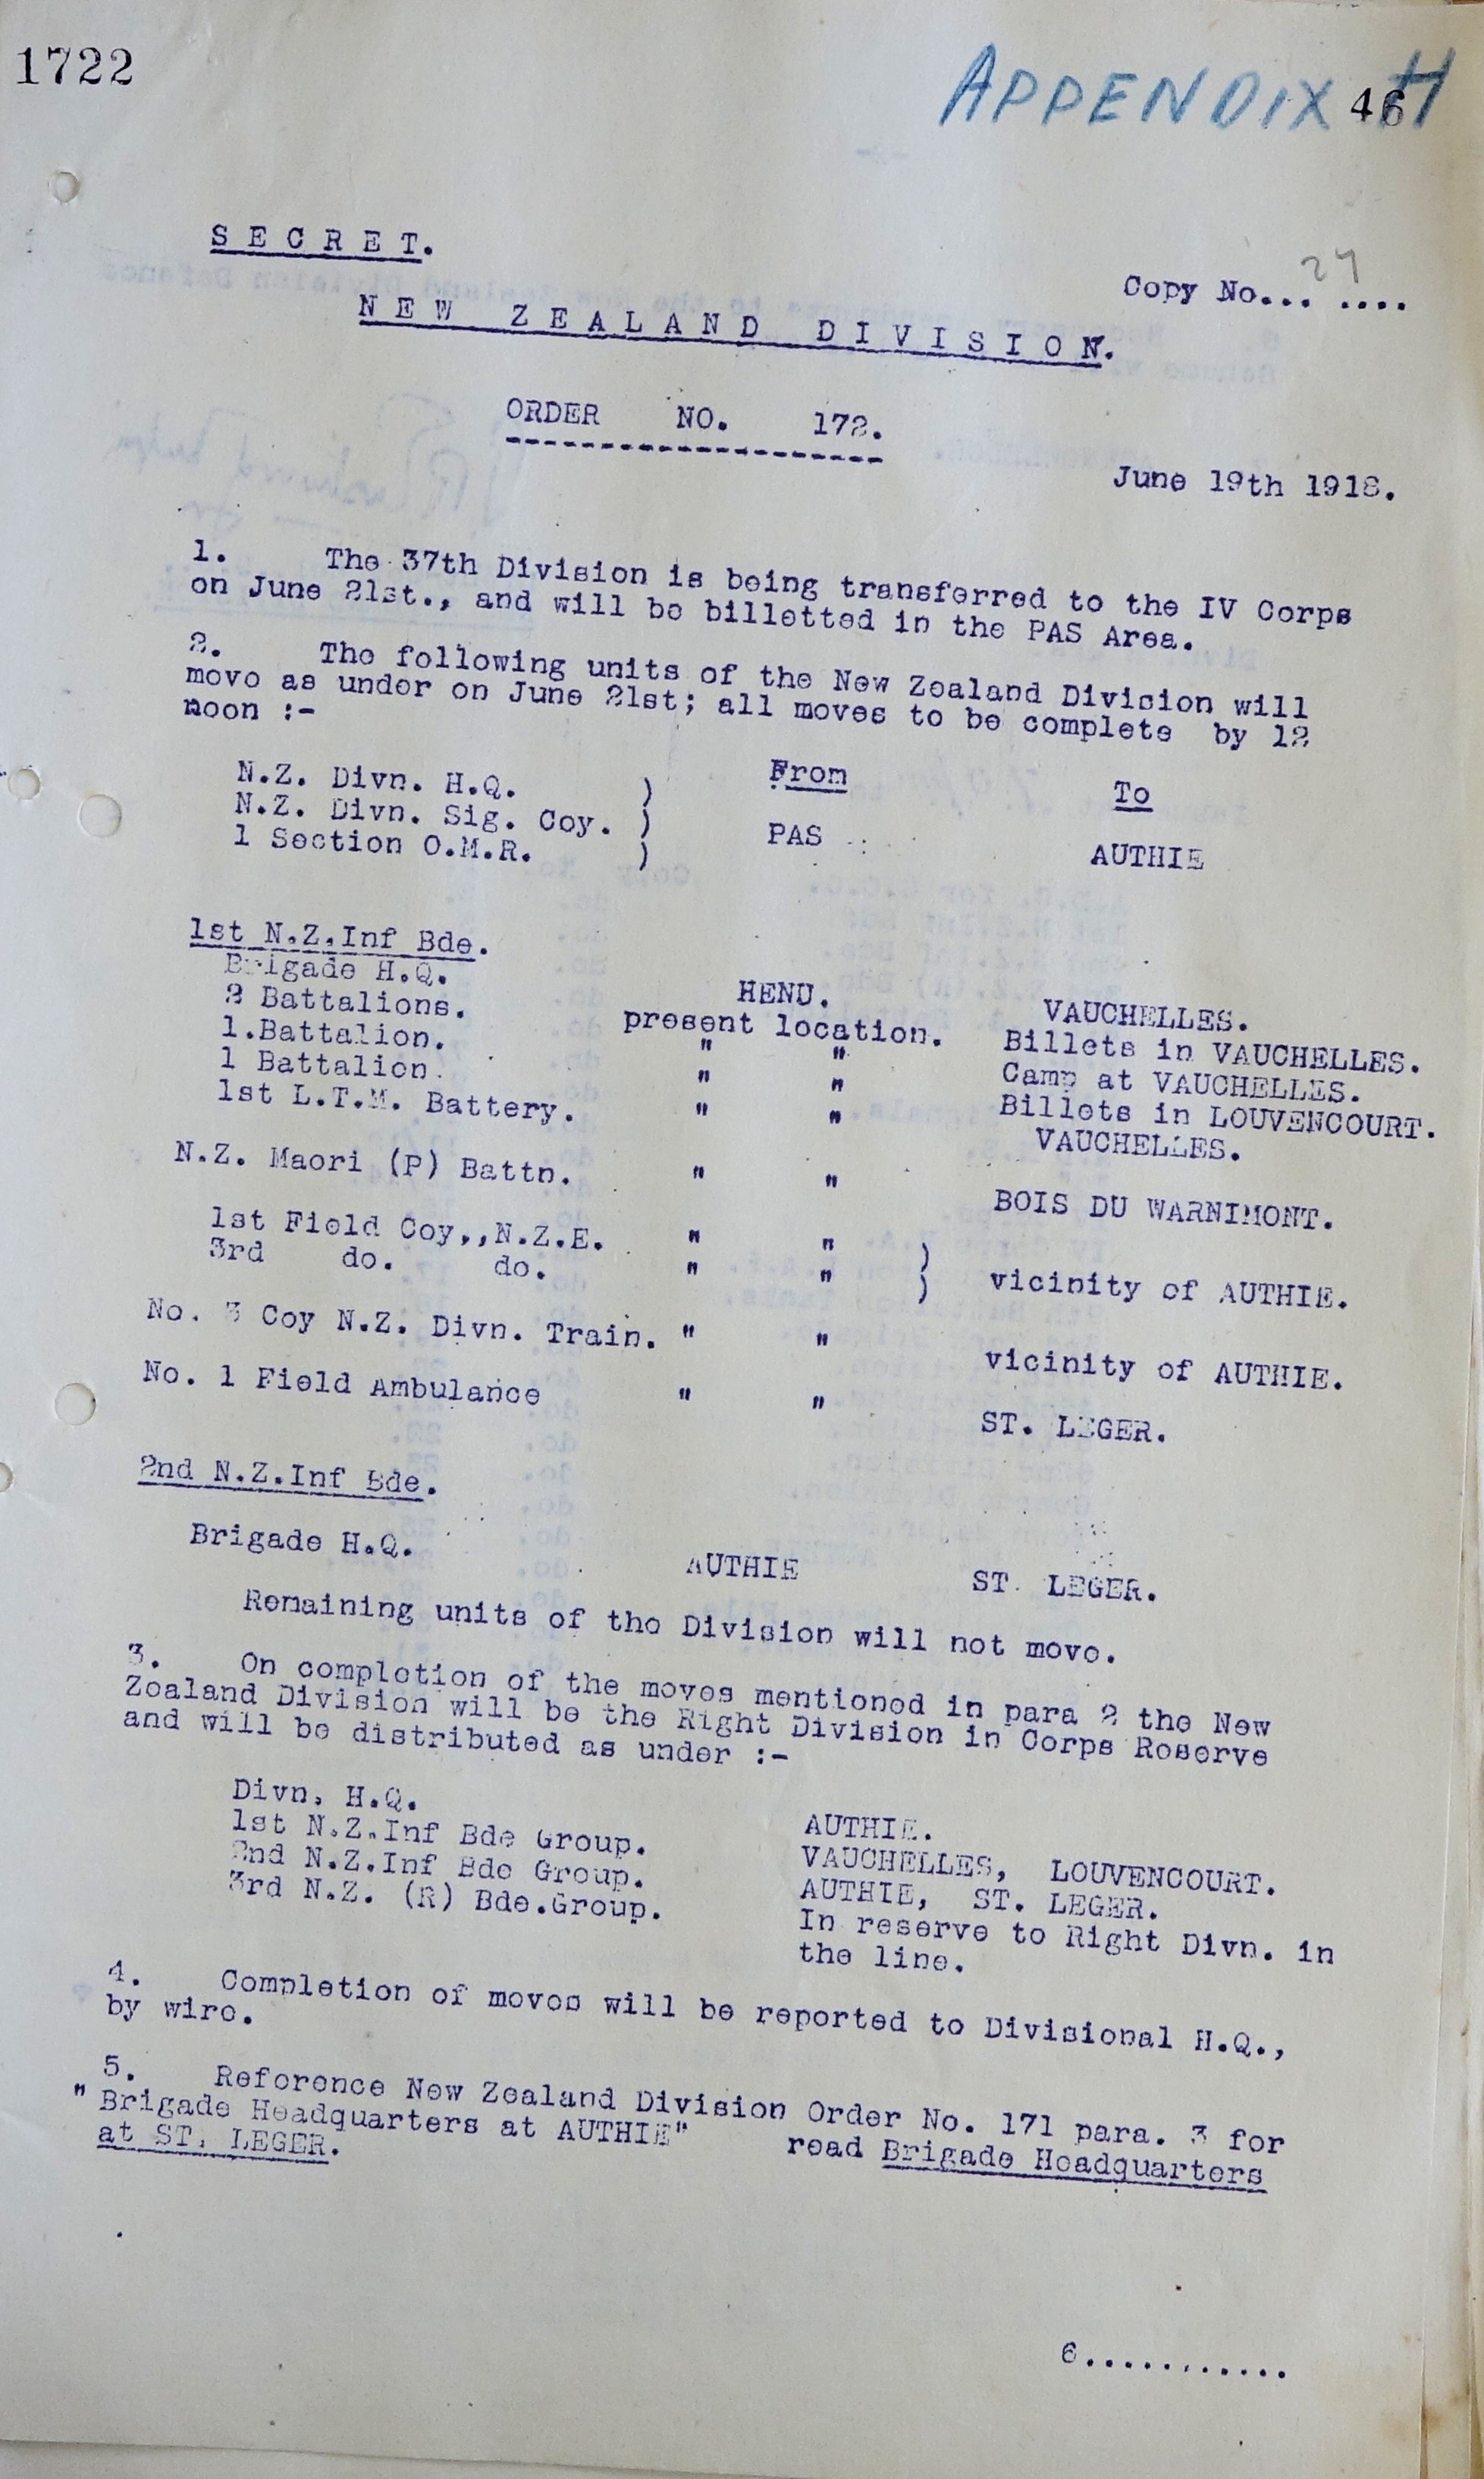 1722
APPENDIX H
46
SECRET.
Copy No... 27 ....
NEW ZEALAND DIVISION.
ORDER NO. 172.
June 19th 1918.
1. The 37th Division is being transferred to the IV Corps
on June 21st., and will be billetted in the PAS Area.
2. The following units of the New Zealand Division will
move as under on June 21st; all moves to be complete by 12
noon :-
From To
N.Z. Divn. H.Q. )
N.Z. Divn. Sig. Coy. ) PAS AUTHIE
1 Section O.M.R. )
1st N.Z.Inf Bde.
Brigade H.Q. HENU. VAUCHELLES.
2 Battalions. present location. Billets in VAUCHELLES.
1.Battalion. " " Camp at VAUCHELLES.
1 Battalion. " " Billets in LOUVENCOURT.
1st L.T.M. Battery. " " VAUCHELLES.
N.Z. Maori (P) Battn. " " BOIS DU WARNIMONT.
1st Field Coy,,N.Z.E. " " )
3rd do. do. " " ) vicinity of AUTHIE.
No. 3 Coy N.Z. Divn. Train. " " vicinity of AUTHIE.
No. 1 Field Ambulance " " ST. LEGER.
2nd N.Z.Inf Bde.
Brigade H.Q. AUTHIE ST. LEGER.
Remaining units of the Division will not move.
3. On completion of the moves mentioned in para 2 the New
Zealand Division will be the Right Division in Corps Reserve
and will be distributed as under :-
Divn. H.Q. AUTHIE.
1st N.Z.Inf Bde Group. VAUCHELLES, LOUVENCOURT.
2nd N.Z.Inf Bde Group. AUTHIE, ST. LEGER.
3rd N.Z. (R) Bde.Group. In reserve to Right Divn. in
the line.
4. Completion of moves will be reported to Divisional H.Q.,
by wire.
5. Reference New Zealand Division Order No. 171 para. 3 for
"Brigade Headquarters at AUTHIE" read Brigade Headquarters
at ST. LEGER.
6...........